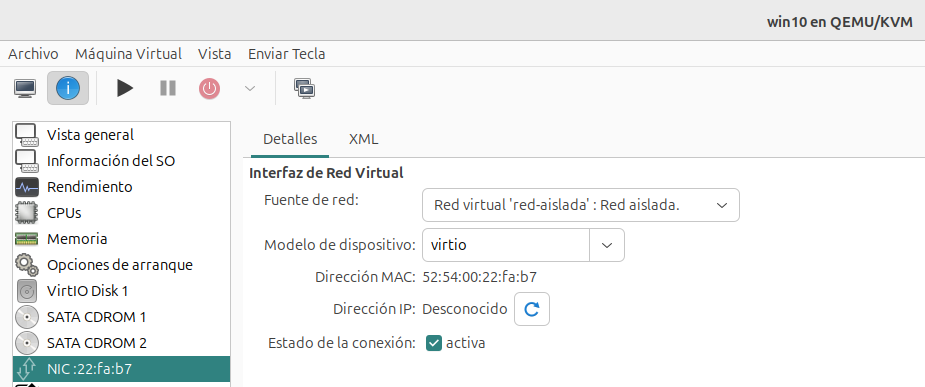 win10 en QEMU/KVM
Archivo Máquina Virtual Vista Enviar Tecla
Vista general
Información del SO
Rendimiento
CPUs
Memoria
Opciones de arranque
VirtIO Disk 1
SATA CDROM 1
SATA CDROM 2
NIC :22:fa:b7
Detalles XML
Interfaz de Red Virtual
Fuente de red: Red virtual 'red-aislada' : Red aislada.
Modelo de dispositivo: virtio
Dirección MAC: 52:54:00:22:fa:b7
Dirección IP: Desconocido
Estado de la conexión: activa